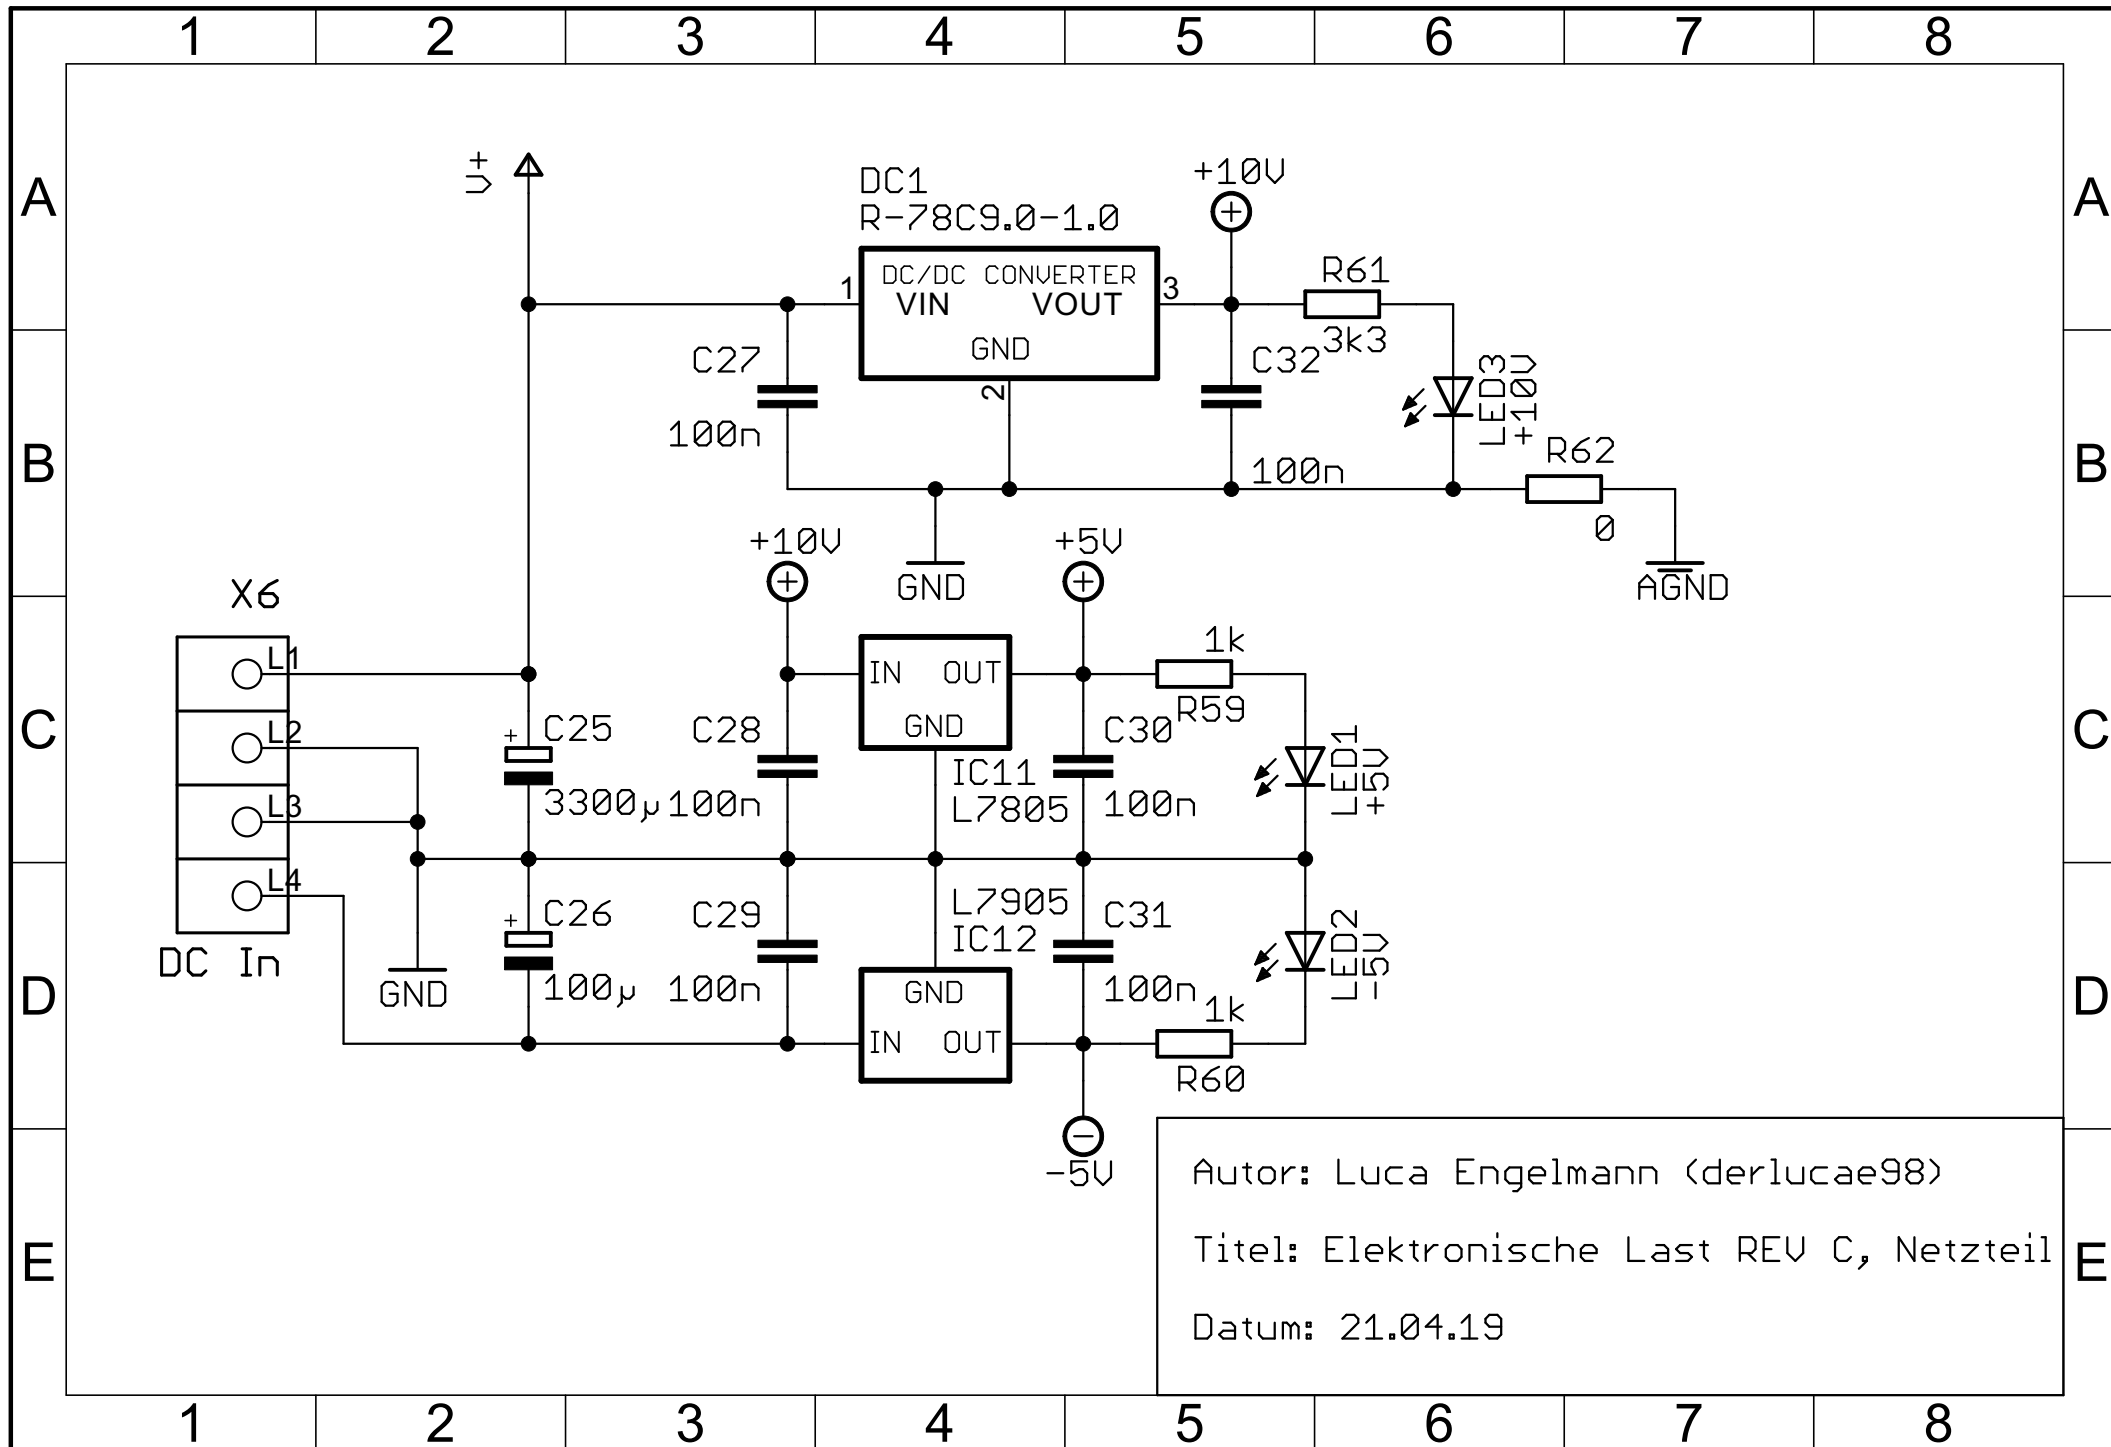 1 2 3 4 5 6 7 8
A A
V+
DC1
R-78C9.0-1.0
+10V
DC/DC CONVERTER
1 VIN VOUT 3
GND
2
R61
3k3
C27
100n
C32
100n
LED3
+10V
R62
0
B B
+10V
GND
+5V
AGND
X6
L1
L2
L3
L4
DC In
IN OUT
GND
1k
R59
C C
C25
3300µ
C28
100n
IC11
L7805
C30
100n
LED1
+5V
GND
C26
100µ
C29
100n
L7905
IC12
C31
100n
LED2
-5V
D D
GND
IN OUT
1k
R60
-5V
Autor: Luca Engelmann (derlucae98)
Titel: Elektronische Last REV C, Netzteil
Datum: 21.04.19
E E
1 2 3 4 5 6 7 8